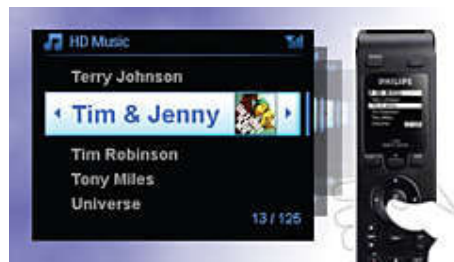 HD Music
Terry Johnson
Tim & Jenny
Tim Robinson
Tony Miles
Universe
13 / 125
PHILIPS